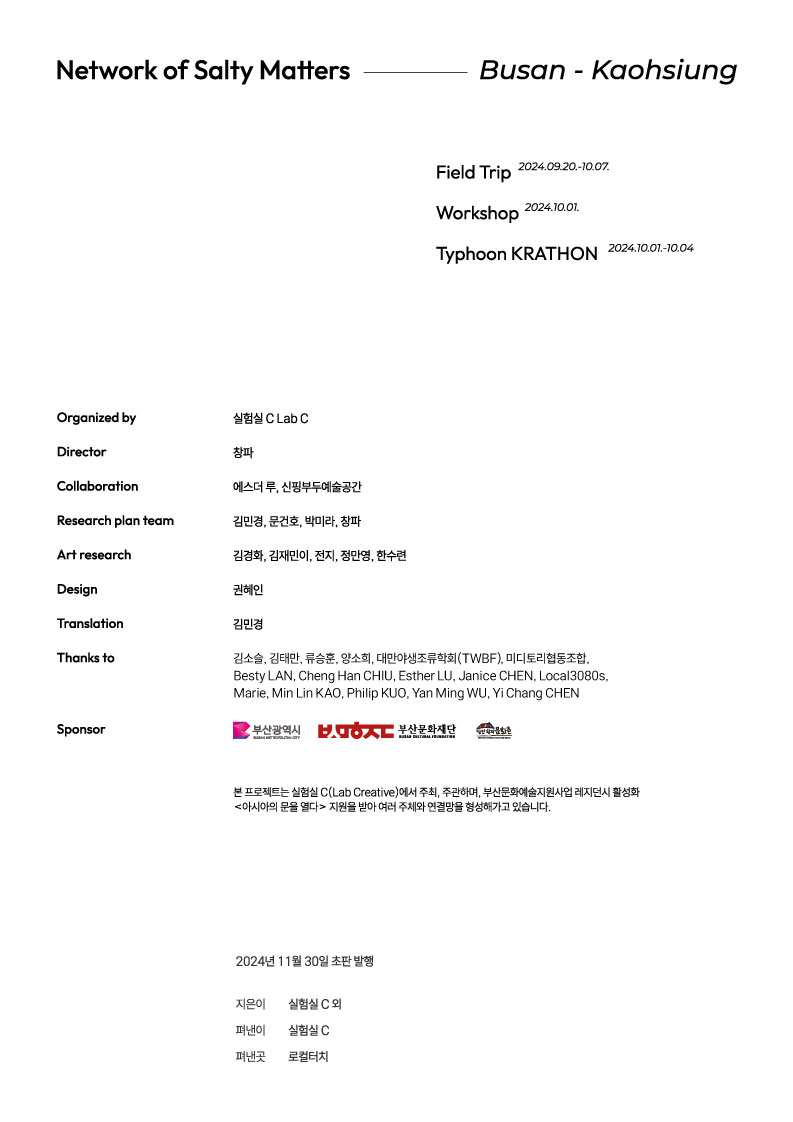 Network of Salty Matters Busan - Kaohsiung
Field Trip 2024.09.20.-10.07.
Workshop 2024.10.01.
Typhoon KRATHON 2024.10.01.-10.04
Organized by 실험실 C Lab C
Director 창파
Collaboration 에스더 루, 신핑부두예술공간
Research plan team 김민경, 문건호, 박미라, 창파
Art research 김경화, 김재민이, 전지, 정만영, 한수련
Design 권혜인
Translation 김민경
Thanks to 김소슬, 김태만, 류승훈, 양소희, 대만야생조류학회(TWBF), 미디토리협동조합,
Besty LAN, Cheng Han CHIU, Esther LU, Janice CHEN, Local3080s,
Marie, Min Lin KAO, Philip KUO, Yan Ming WU, Yi Chang CHEN
Sponsor 부산광역시 부산문화재단
BUSAN METROPOLITAN CITY BUSAN CULTURAL FOUNDATION
본 프로젝트는 실험실 C(Lab Creative)에서 주최, 주관하며, 부산문화예술지원사업 레지던시 활성화
<아시아의 문을 열다> 지원을 받아 여러 주체와 연결망을 형성해가고 있습니다.
2024년 11월 30일 초판 발행
지은이 실험실 C 외
펴낸이 실험실 C
펴낸곳 로컬터치